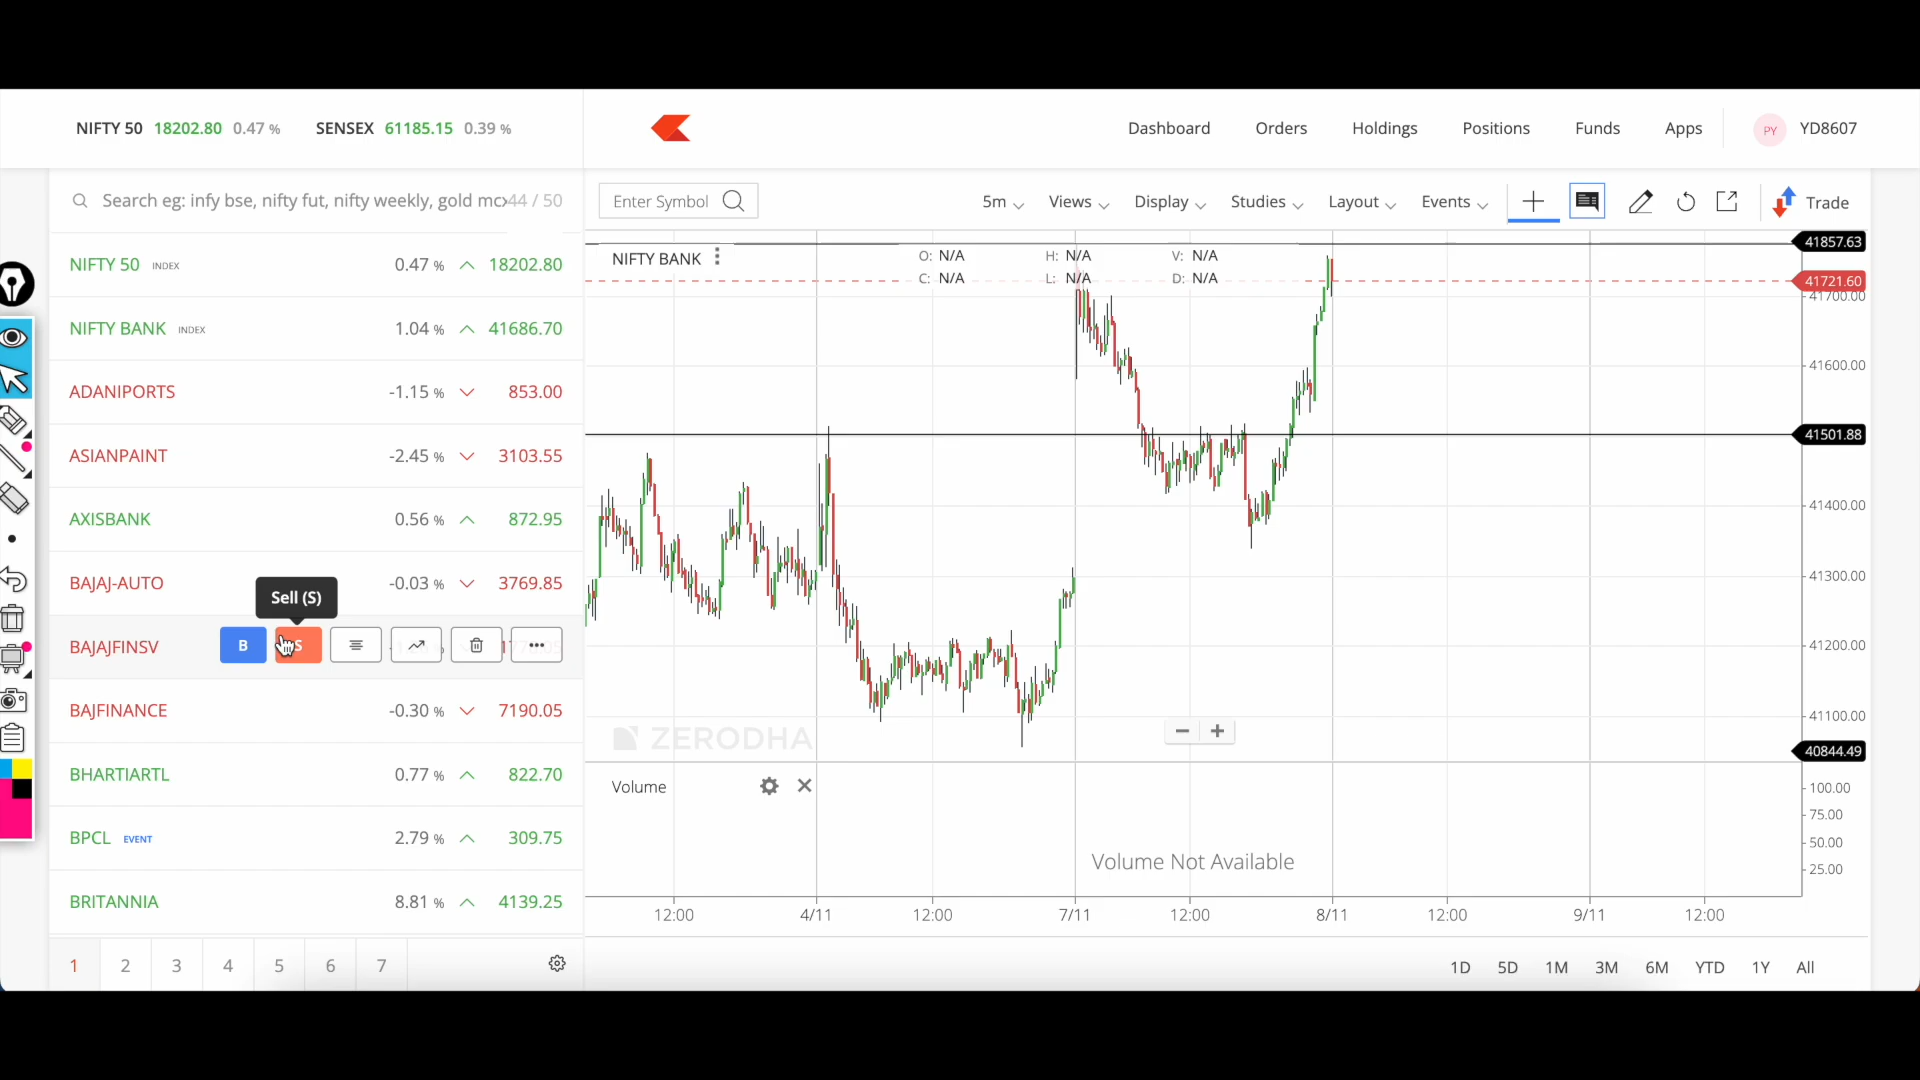 NIFTY 50 18202.80 0.47 % SENSEX 61185.15 0.39 %
Dashboard Orders Holdings Positions Funds Apps PY YD8607
Search eg: infy bse, nifty fut, nifty weekly, gold mcx 44 / 50
Enter Symbol 5m Views Display Studies Layout Events Trade
NIFTY 50 INDEX 0.47 % 18202.80
NIFTY BANK INDEX 1.04 % 41686.70
ADANIPORTS -1.15 % 853.00
ASIANPAINT -2.45 % 3103.55
AXISBANK 0.56 % 872.95
BAJAJ-AUTO -0.03 % 3769.85
Sell (S)
BAJAJFINSV B S
BAJFINANCE -0.30 % 7190.05
BHARTIARTL 0.77 % 822.70
BPCL EVENT 2.79 % 309.75
BRITANNIA 8.81 % 4139.25
1 2 3 4 5 6 7
NIFTY BANK O: N/A H: N/A V: N/A
C: N/A L: N/A D: N/A
41857.63
41721.60
41700.00
41600.00
41501.88
41400.00
41300.00
41200.00
41100.00
40844.49
ZERODHA
Volume
Volume Not Available
100.00
75.00
50.00
25.00
12:00 4/11 12:00 7/11 12:00 8/11 12:00 9/11 12:00
1D 5D 1M 3M 6M YTD 1Y All